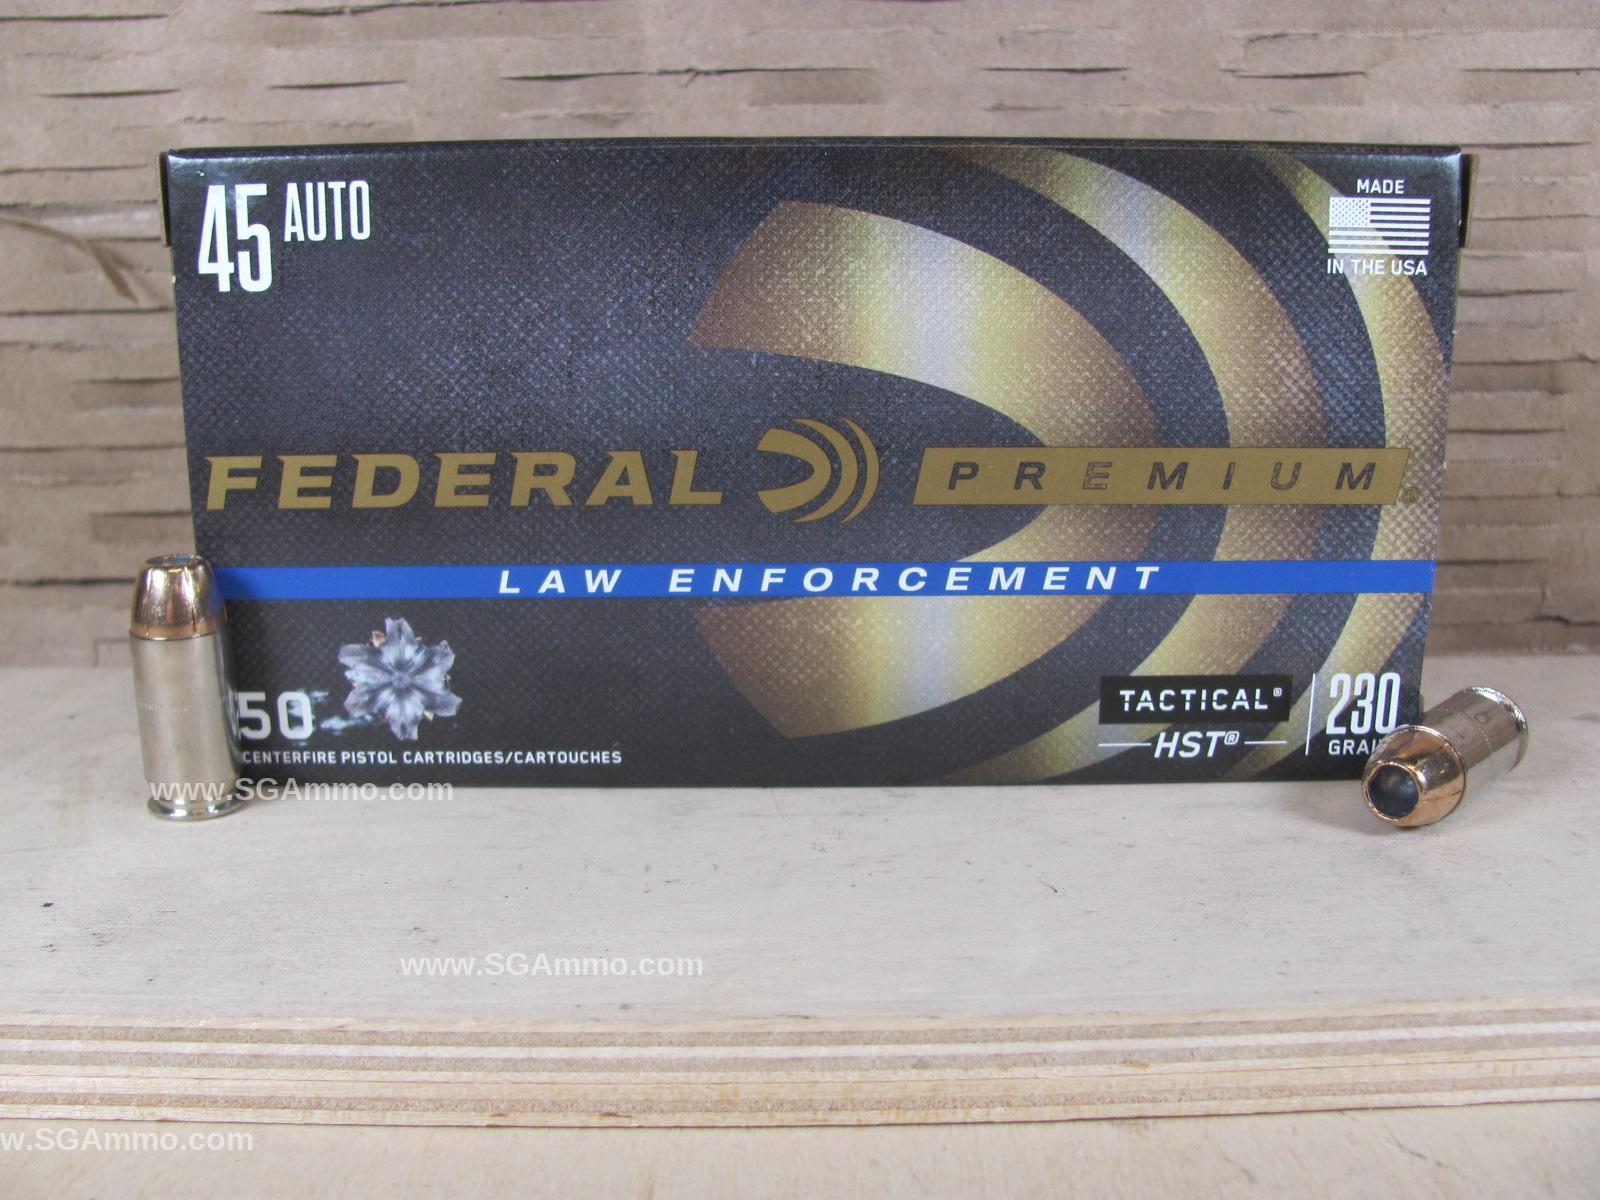 45 AUTO
MADE
IN THE USA
FEDERAL PREMIUM®
LAW ENFORCEMENT
50
CENTERFIRE PISTOL CARTRIDGES/CARTOUCHES
TACTICAL®
HST®
230
www.SGAmmo.com
www.SGAmmo.com
w.SGAmmo.com